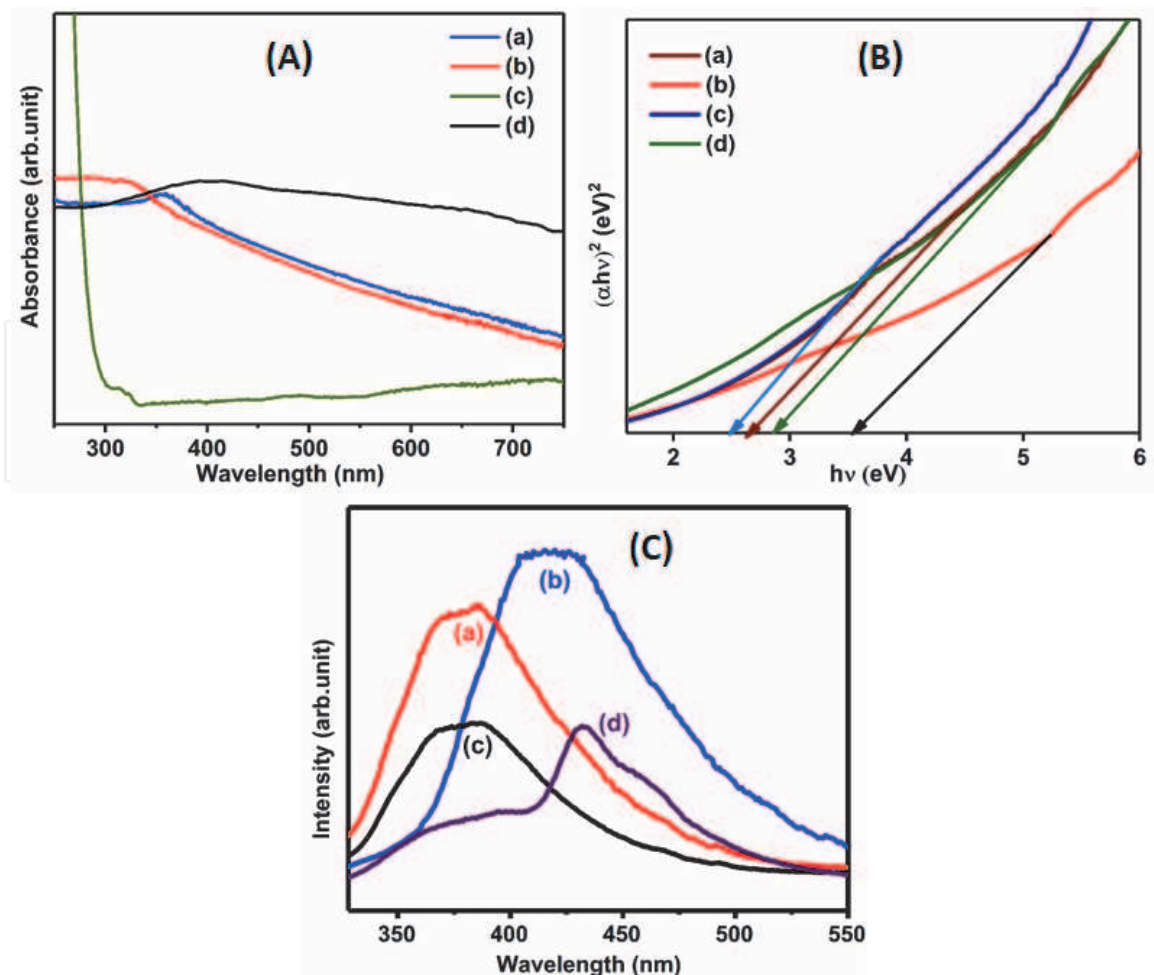 (A)
(a)
(b)
(c)
(d)
Absorbance (arb.unit)
300 400 500 600 700
Wavelength (nm)
(B)
(a)
(b)
(c)
(d)
(αhν)² (eV)²
2 3 4 5 6
hν (eV)
(C)
(b)
(a)
(d)
(c)
Intensity (arb.unit)
350 400 450 500 550
Wavelength (nm)